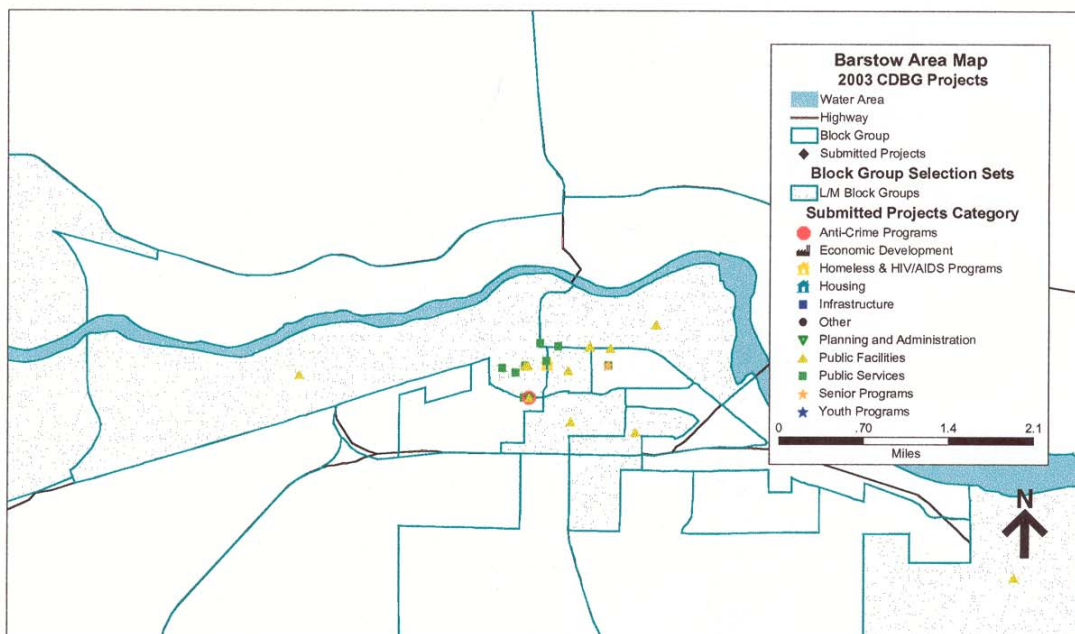 Barstow Area Map
2003 CDBG Projects
Water Area
Highway
Block Group
Submitted Projects
Block Group Selection Sets
L/M Block Groups
Submitted Projects Category
Anti-Crime Programs
Economic Development
Homeless & HIV/AIDS Programs
Housing
Infrastructure
Other
Planning and Administration
Public Facilities
Public Services
Senior Programs
Youth Programs
0 .70 1.4 2.1
Miles
N